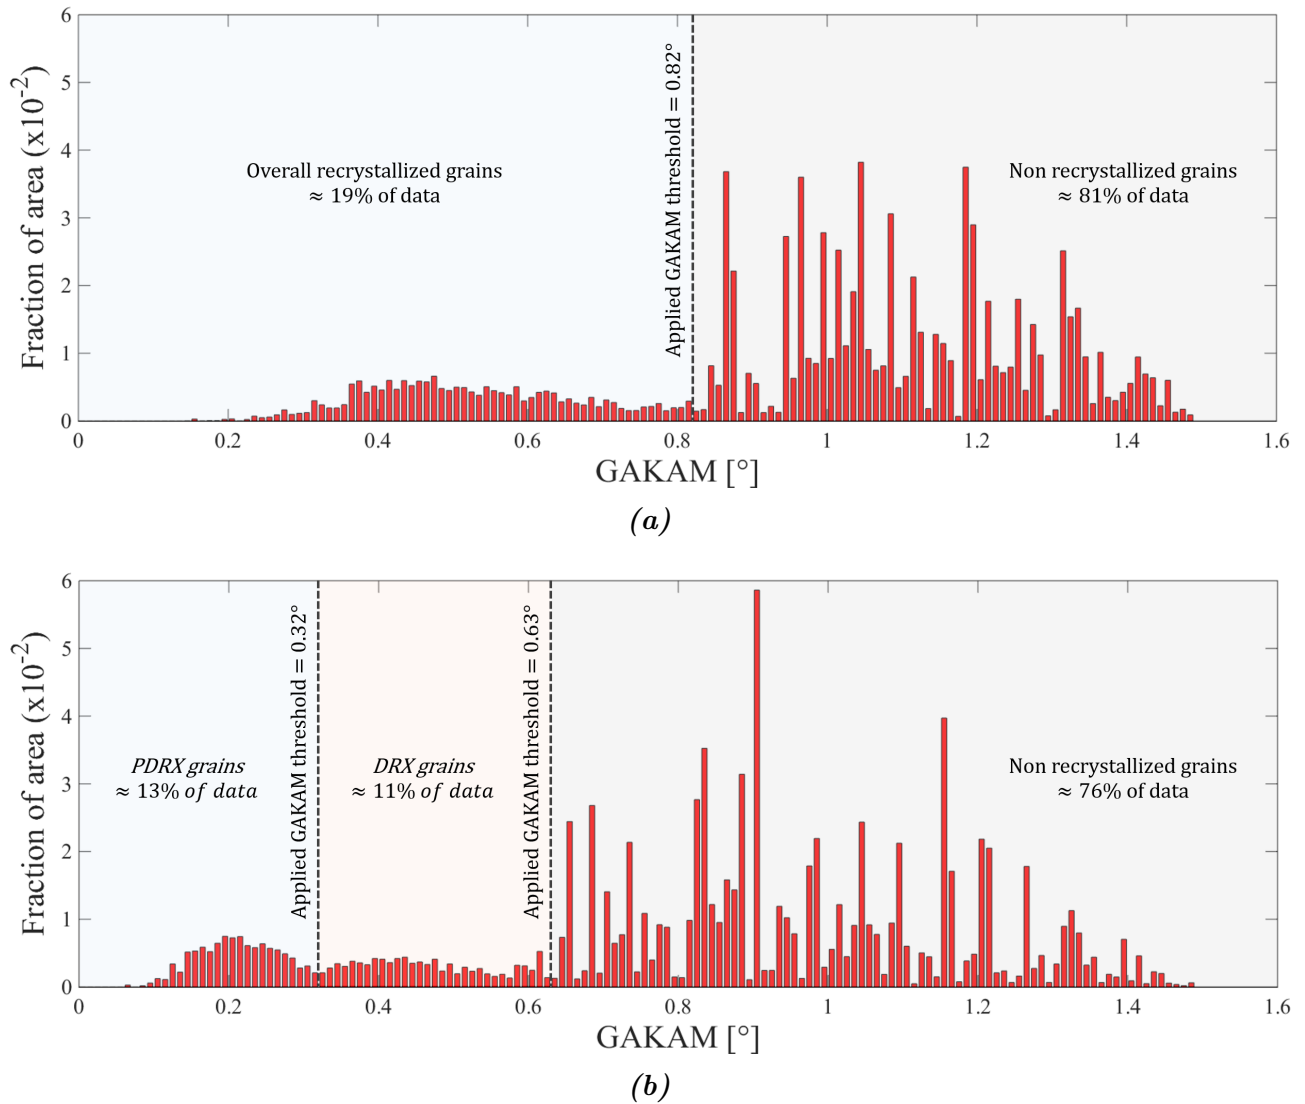 6
5
4
3
2
1
0
Fraction of area (x10-2)
Overall recrystallized grains
≈ 19% of data
Applied GAKAM threshold = 0.82°
Non recrystallized grains
≈ 81% of data
0 0.2 0.4 0.6 0.8 1 1.2 1.4 1.6
GAKAM [°]
(a)
6
5
4
3
2
1
0
Fraction of area (x10-2)
PDRX grains
≈ 13% of data
Applied GAKAM threshold = 0.32°
DRX grains
≈ 11% of data
Applied GAKAM threshold = 0.63°
Non recrystallized grains
≈ 76% of data
0 0.2 0.4 0.6 0.8 1 1.2 1.4 1.6
GAKAM [°]
(b)